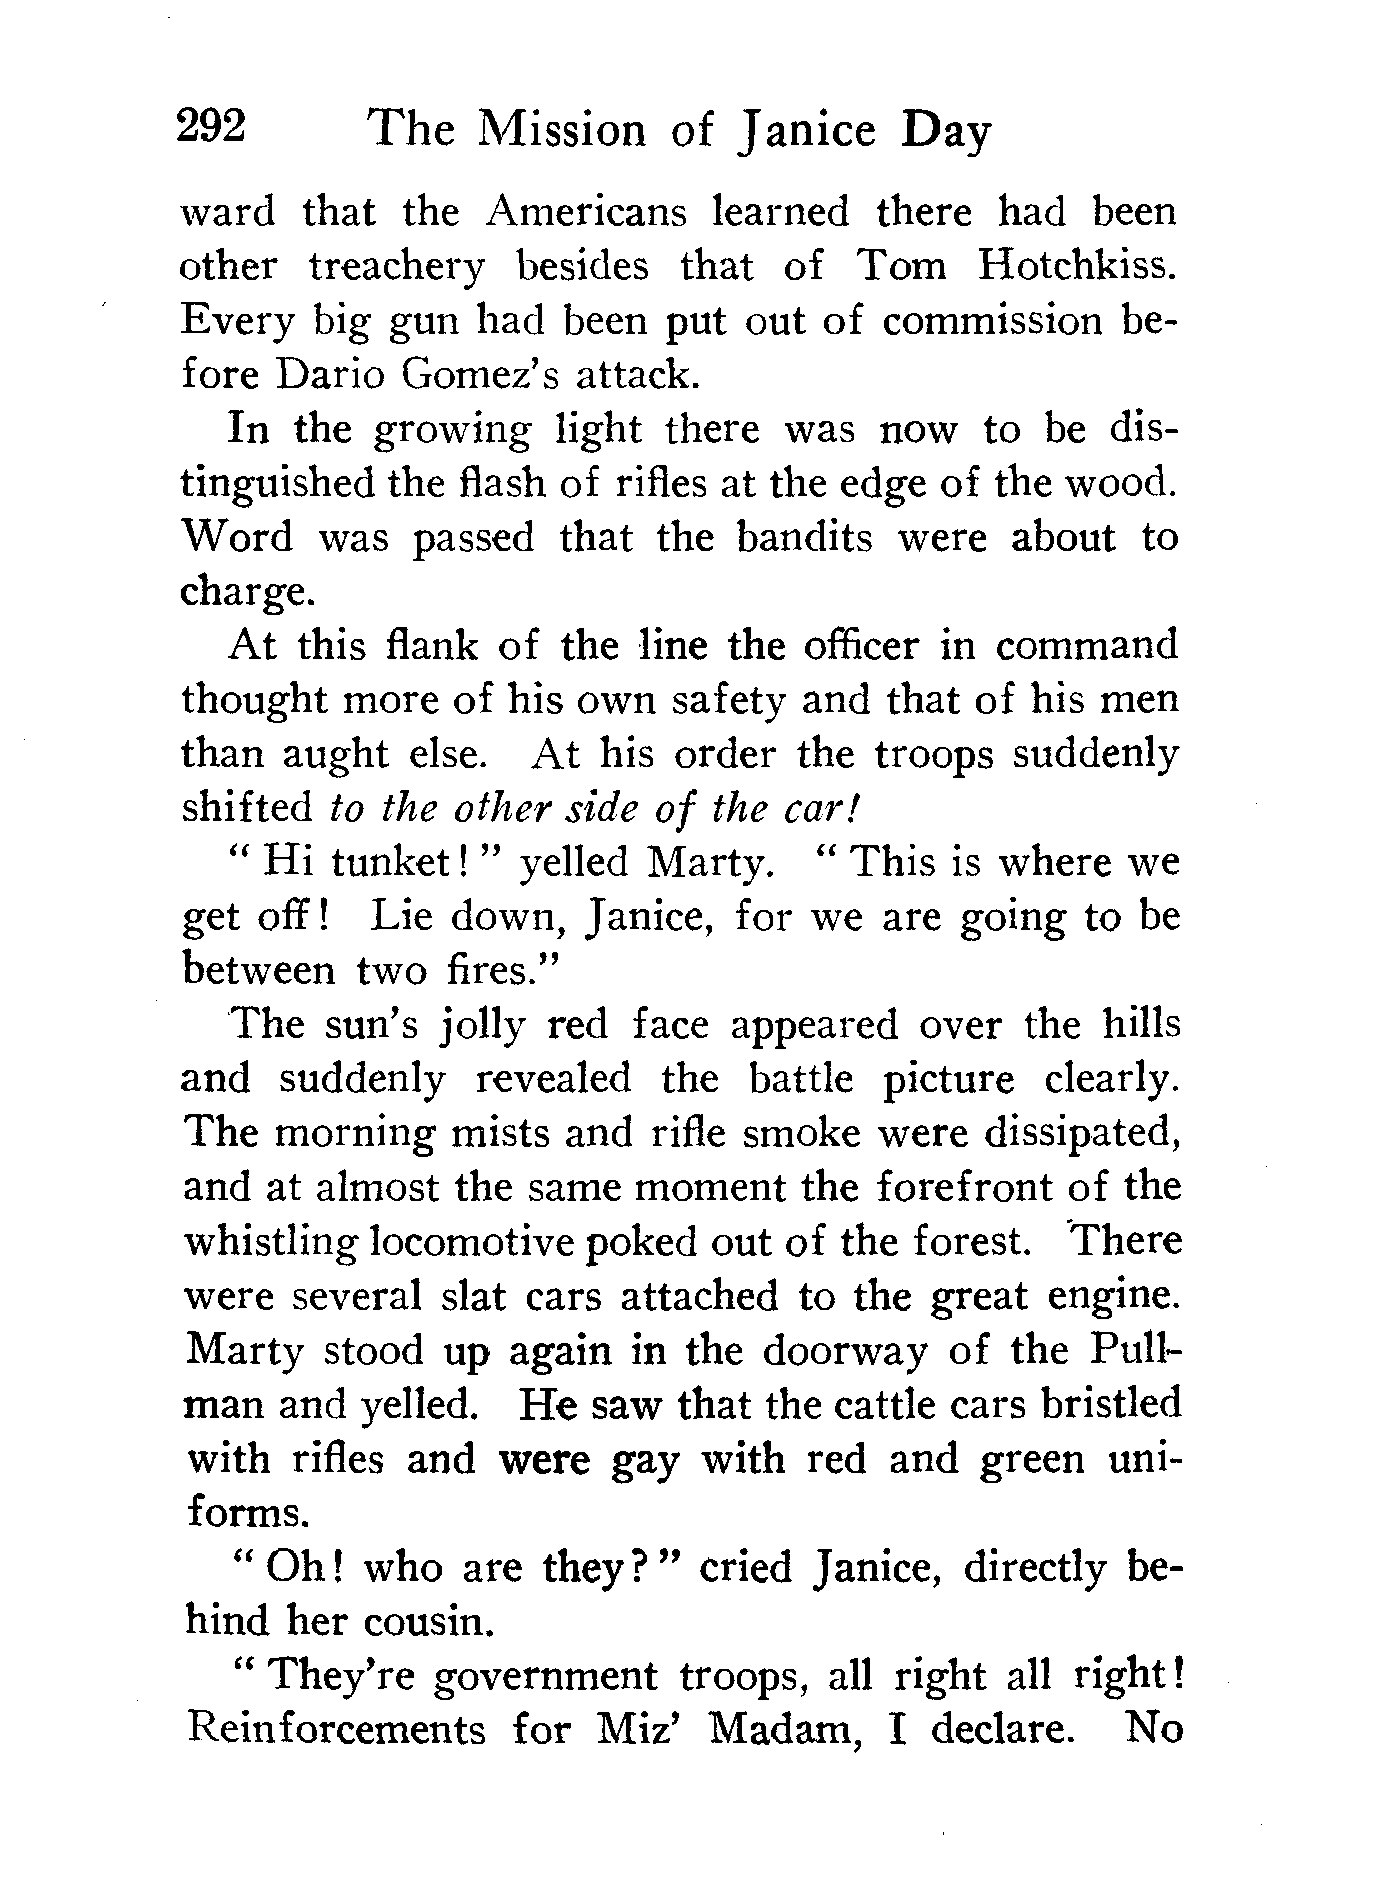 292 The Mission of Janice Day
ward that the Americans learned there had been
other treachery besides that of Tom Hotchkiss.
Every big gun had been put out of commission be-
fore Dario Gomez's attack.
In the growing light there was now to be dis-
tinguished the flash of rifles at the edge of the wood.
Word was passed that the bandits were about to
charge.
At this flank of the line the officer in command
thought more of his own safety and that of his men
than aught else. At his order the troops suddenly
shifted to the other side of the car!
" Hi tunket! " yelled Marty. " This is where we
get off! Lie down, Janice, for we are going to be
between two fires."
The sun's jolly red face appeared over the hills
and suddenly revealed the battle picture clearly.
The morning mists and rifle smoke were dissipated,
and at almost the same moment the forefront of the
whistling locomotive poked out of the forest. There
were several slat cars attached to the great engine.
Marty stood up again in the doorway of the Pull-
man and yelled. He saw that the cattle cars bristled
with rifles and were gay with red and green uni-
forms.
" Oh! who are they? " cried Janice, directly be-
hind her cousin.
" They're government troops, all right all right!
Reinforcements for Miz' Madam, I declare. No